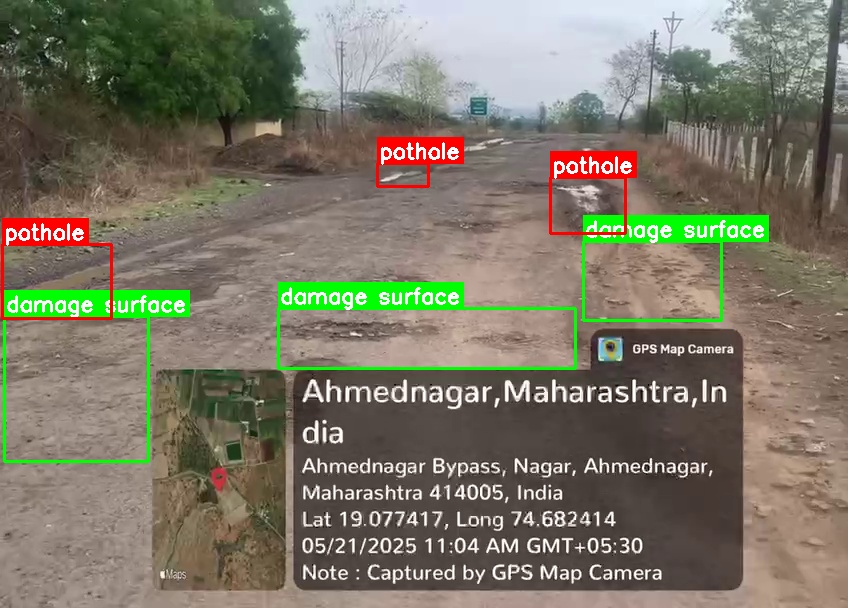 pothole
pothole
pothole
damage surface
damage surface
damage surface
GPS Map Camera
Ahmednagar,Maharashtra,In
dia
Ahmednagar Bypass, Nagar, Ahmednagar,
Maharashtra 414005, India
Lat 19.077417, Long 74.682414
05/21/2025 11:04 AM GMT+05:30
Note : Captured by GPS Map Camera
Maps